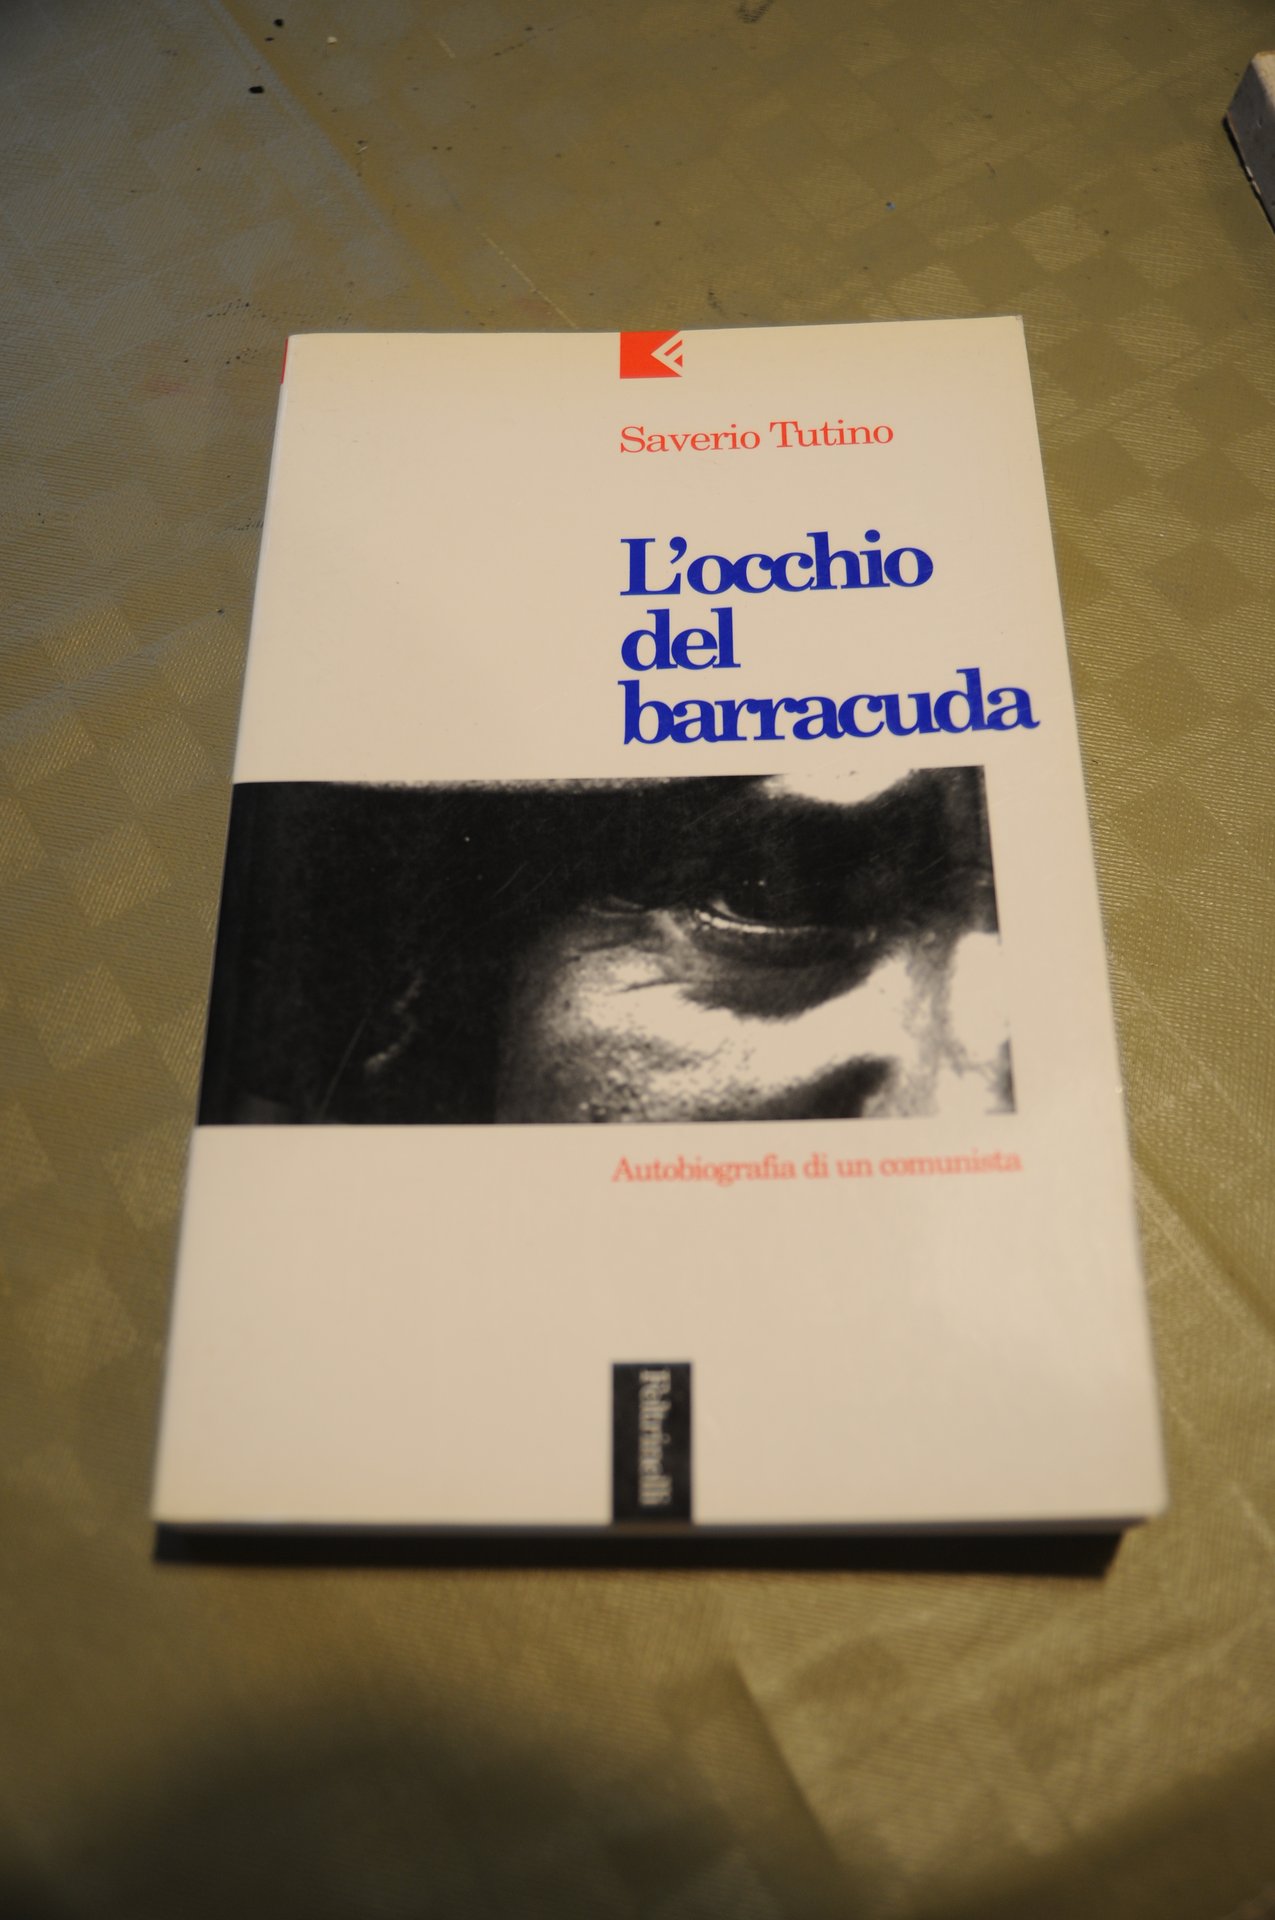 Saverio Tutino
L'occhio
del
barracuda
Autobiografia di un comunista
Feltrinelli